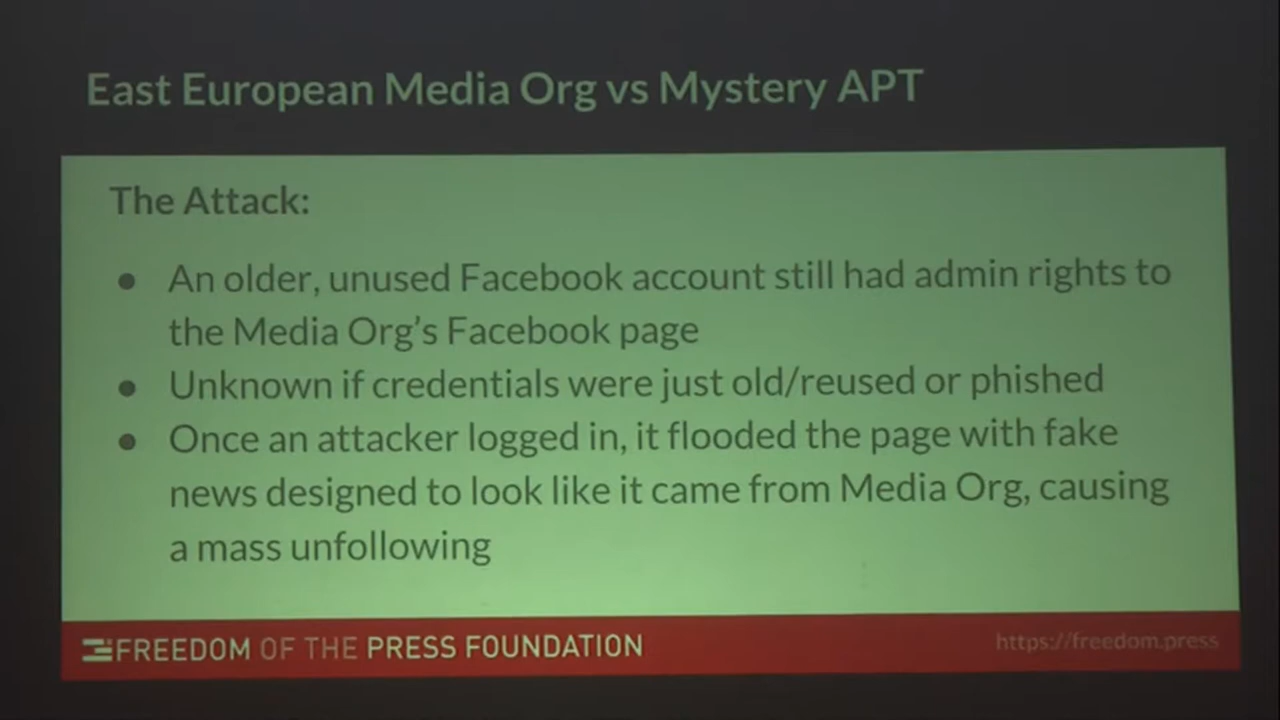 East European Media Org vs Mystery APT
The Attack:
● An older, unused Facebook account still had admin rights to
the Media Org's Facebook page
● Unknown if credentials were just old/reused or phished
● Once an attacker logged in, it flooded the page with fake
news designed to look like it came from Media Org, causing
a mass unfollowing
FREEDOM OF THE PRESS FOUNDATION
https://freedom.press